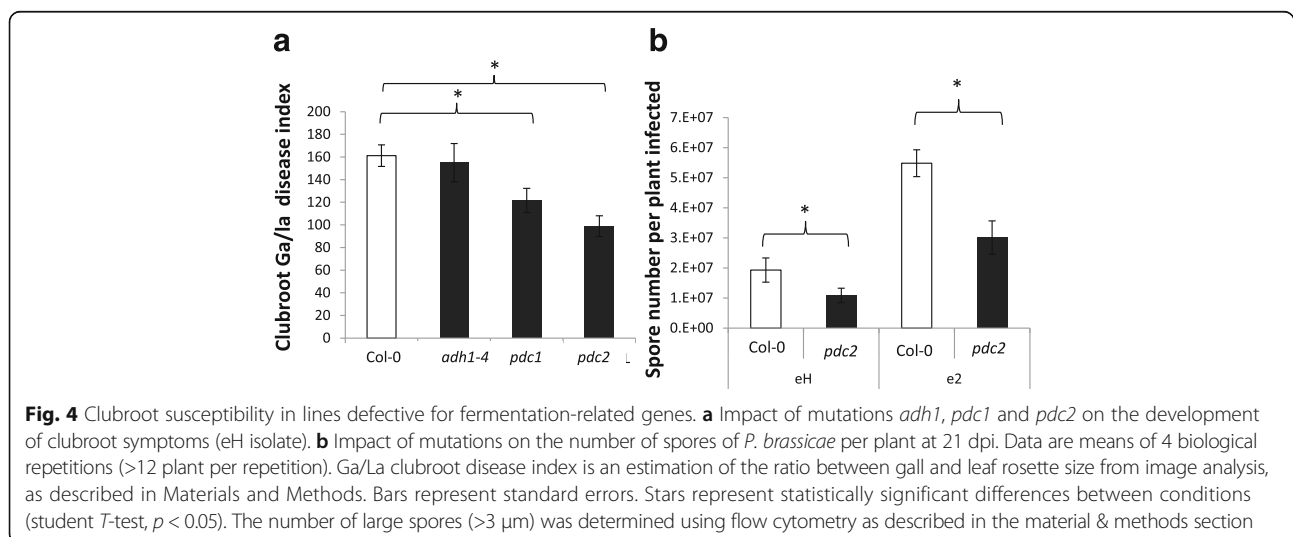 a
b
Clubroot Ga/la disease index
200
180
160
140
120
100
80
60
40
20
0
*
*
Col-0
adh1-4
pdc1
pdc2
L
Spore number per plant infected
7.E+07
6.E+07
5.E+07
4.E+07
3.E+07
2.E+07
1.E+07
0.E+00
*
*
Col-0
pdc2
Col-0
pdc2
eH
e2
Fig. 4 Clubroot susceptibility in lines defective for fermentation-related genes. a Impact of mutations adh1, pdc1 and pdc2 on the development
of clubroot symptoms (eH isolate). b Impact of mutations on the number of spores of P. brassicae per plant at 21 dpi. Data are means of 4 biological
repetitions (>12 plant per repetition). Ga/La clubroot disease index is an estimation of the ratio between gall and leaf rosette size from image analysis,
as described in Materials and Methods. Bars represent standard errors. Stars represent statistically significant differences between conditions
(student T-test, p < 0.05). The number of large spores (>3 μm) was determined using flow cytometry as described in the material & methods section